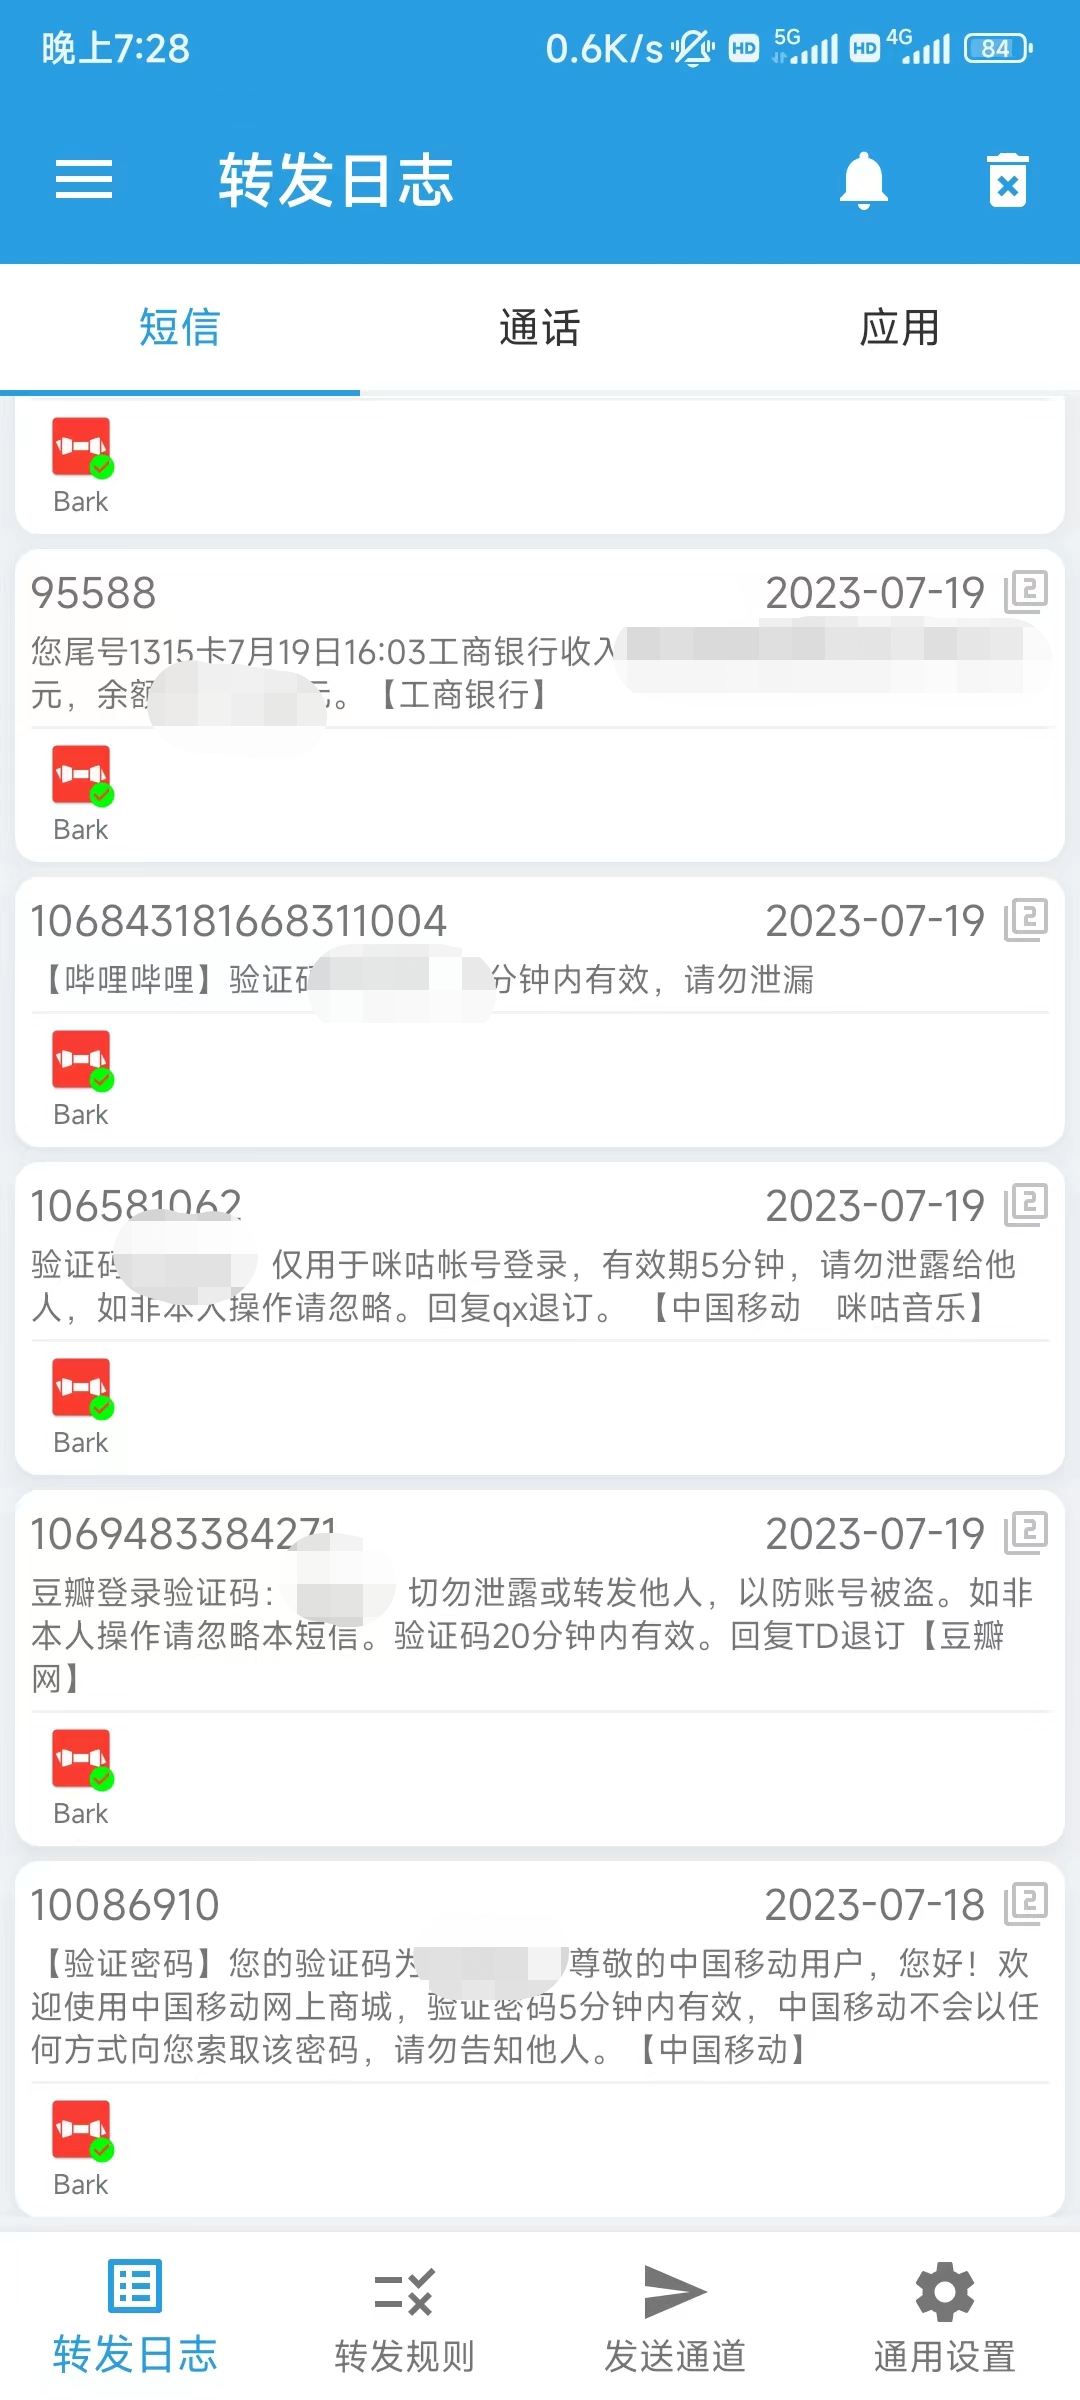 晚上7:28
0.6K/s HD 5G HD 4G 84
转发日志
短信 通话 应用
Bark
95588 2023-07-19 2
您尾号1315卡7月19日16:03工商银行收入
元，余额 元。【工商银行】
Bark
106843181668311004 2023-07-19 2
【哔哩哔哩】验证码 分钟内有效，请勿泄漏
Bark
106581062 2023-07-19 2
验证码 仅用于咪咕帐号登录，有效期5分钟，请勿泄露给他
人，如非本人操作请忽略。回复qx退订。【中国移动 咪咕音乐】
Bark
1069483384271 2023-07-19 2
豆瓣登录验证码： 切勿泄露或转发他人，以防账号被盗。如非
本人操作请忽略本短信。验证码20分钟内有效。回复TD退订【豆瓣
网】
Bark
10086910 2023-07-18 2
【验证密码】您的验证码为 尊敬的中国移动用户，您好！欢
迎使用中国移动网上商城，验证密码5分钟内有效，中国移动不会以任
何方式向您索取该密码，请勿告知他人。【中国移动】
Bark
转发日志 转发规则 发送通道 通用设置